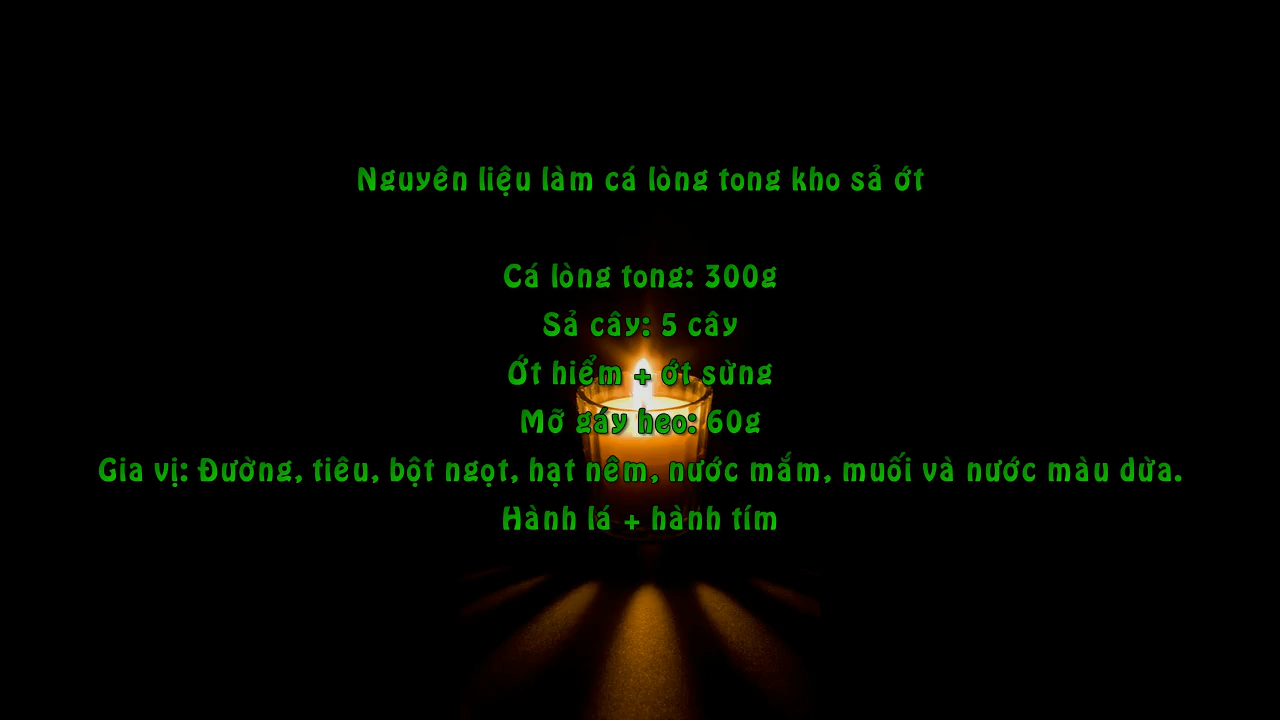 Nguyên liệu làm cá lòng tong kho sả ớt
Cá lòng tong: 300g
Sả cây: 5 cây
Ớt hiểm + ớt sừng
Mỡ gáy heo: 60g
Gia vị: Đường, tiêu, bột ngọt, hạt nêm, nước mắm, muối và nước màu dừa.
Hành lá + hành tím